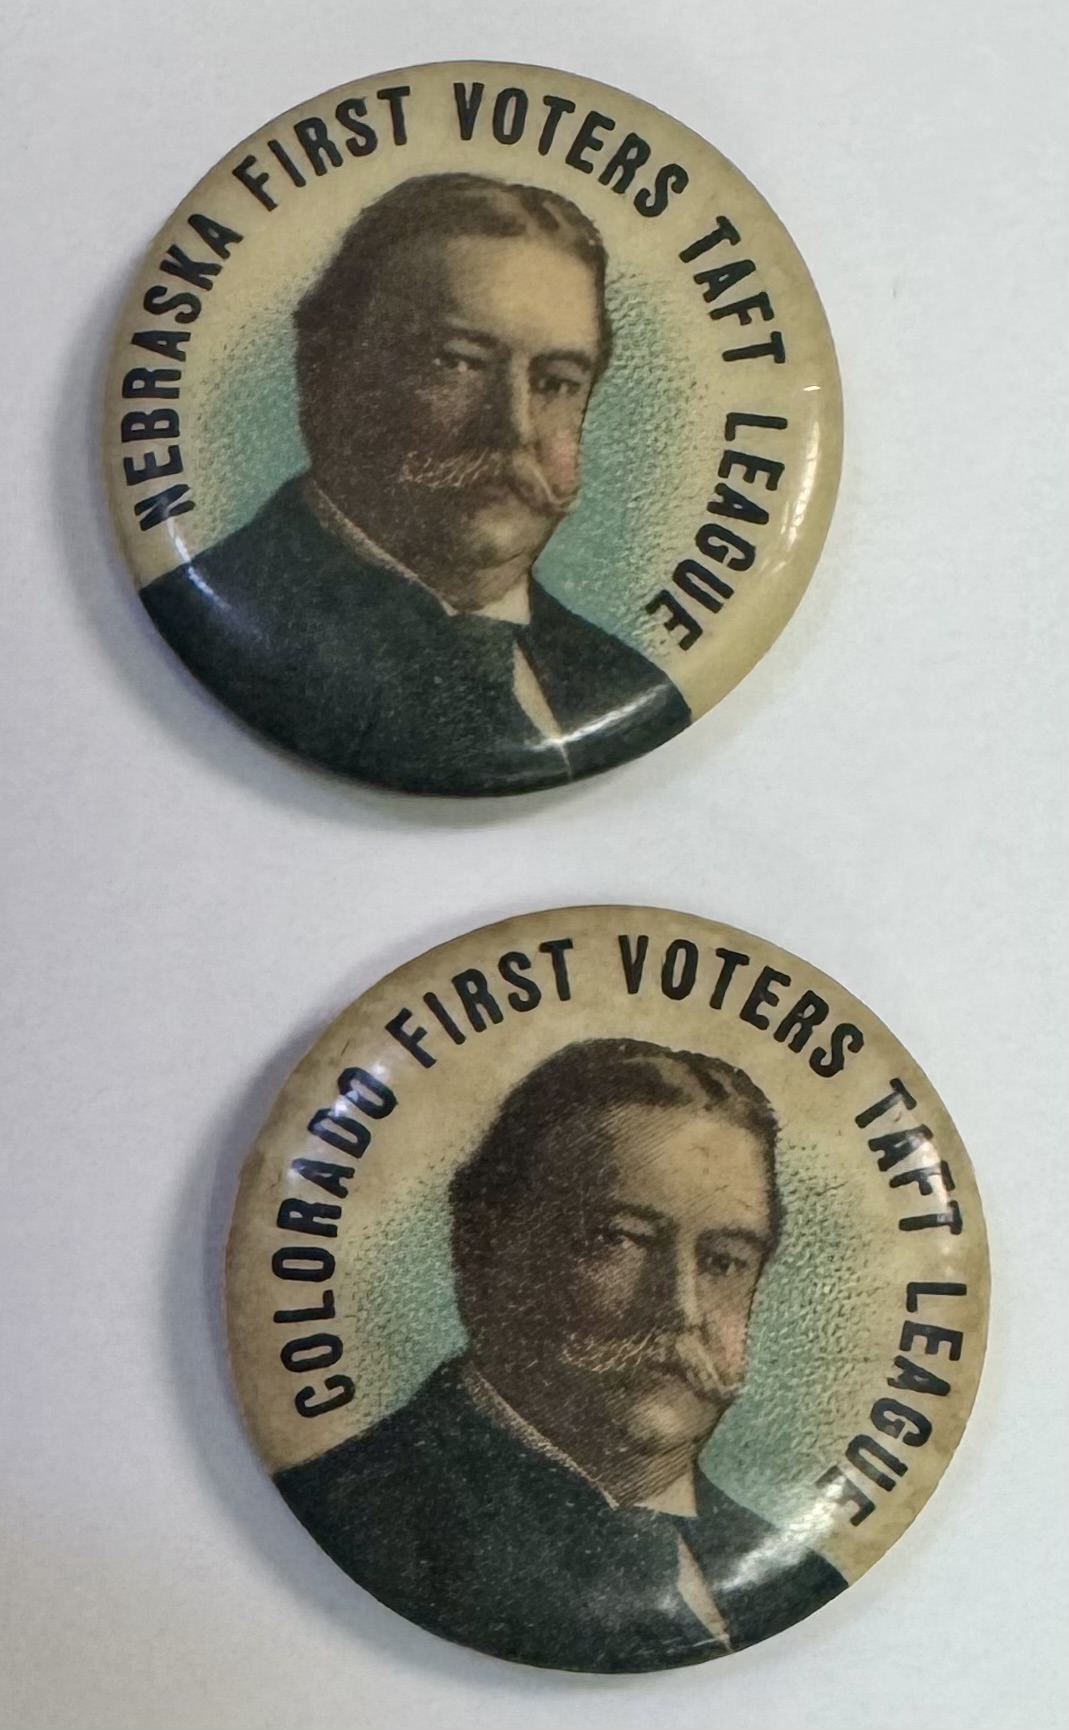 NEBRASKA FIRST VOTERS TAFT LEAGUE
COLORADO FIRST VOTERS TAFT LEAGUE